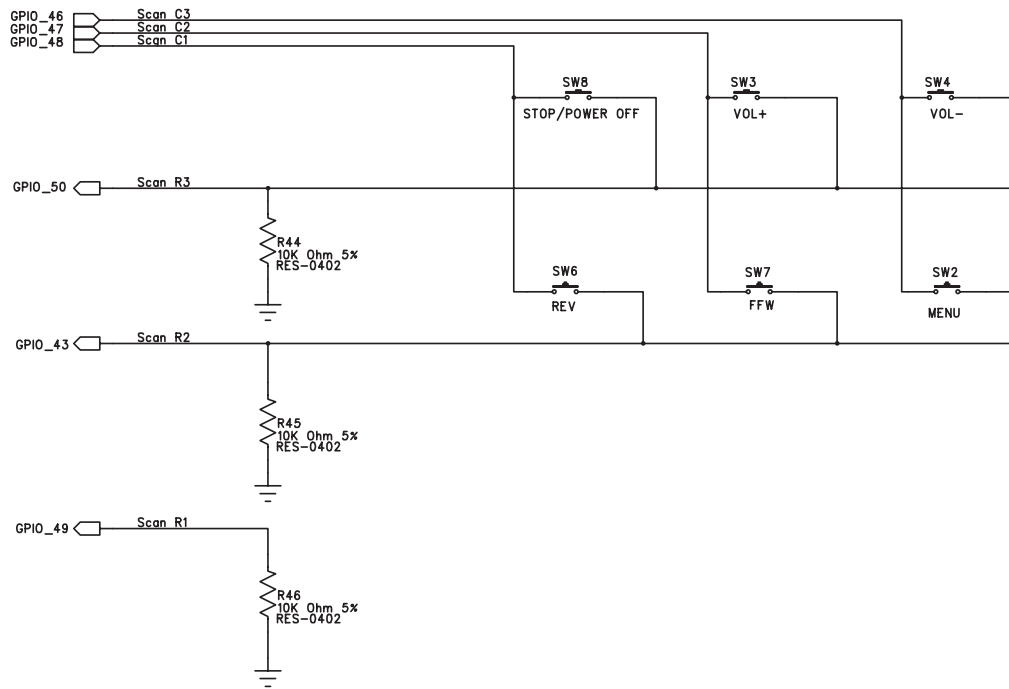 GPIO_46
Scan C3
GPIO_47
Scan C2
GPIO_48
Scan C1
SW8
SW3
SW4
STOP/POWER OFF
VOL+
VOL-
GPIO_50
Scan R3
R44
10K Ohm 5%
RES-0402
SW6
SW7
SW2
REV
FFW
MENU
GPIO_43
Scan R2
R45
10K Ohm 5%
RES-0402
GPIO_49
Scan R1
R46
10K Ohm 5%
RES-0402